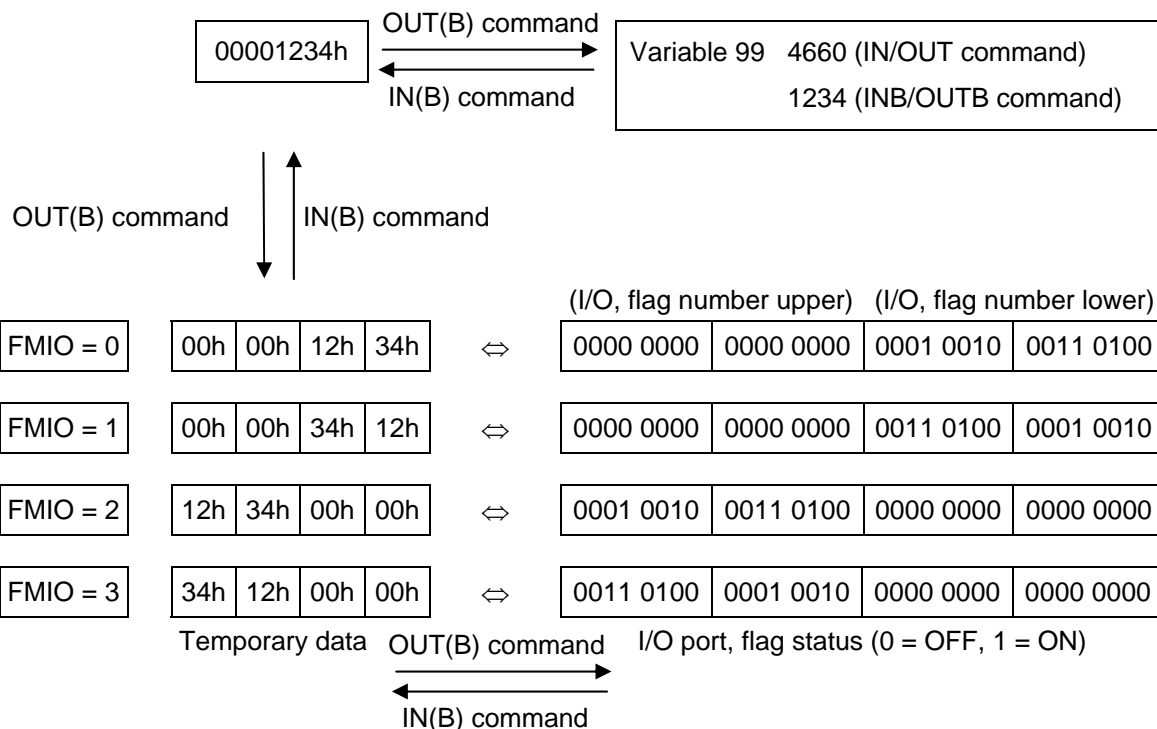 OUT(B) command
00001234h
Variable 99 4660 (IN/OUT command)
IN(B) command
1234 (INB/OUTB command)
OUT(B) command IN(B) command
(I/O, flag number upper) (I/O, flag number lower)
FMIO = 0 00h 00h 12h 34h ⇔ 0000 0000 0000 0000 0001 0010 0011 0100
FMIO = 1 00h 00h 34h 12h ⇔ 0000 0000 0000 0000 0011 0100 0001 0010
FMIO = 2 12h 34h 00h 00h ⇔ 0001 0010 0011 0100 0000 0000 0000 0000
FMIO = 3 34h 12h 00h 00h ⇔ 0011 0100 0001 0010 0000 0000 0000 0000
Temporary data OUT(B) command I/O port, flag status (0 = OFF, 1 = ON)
IN(B) command